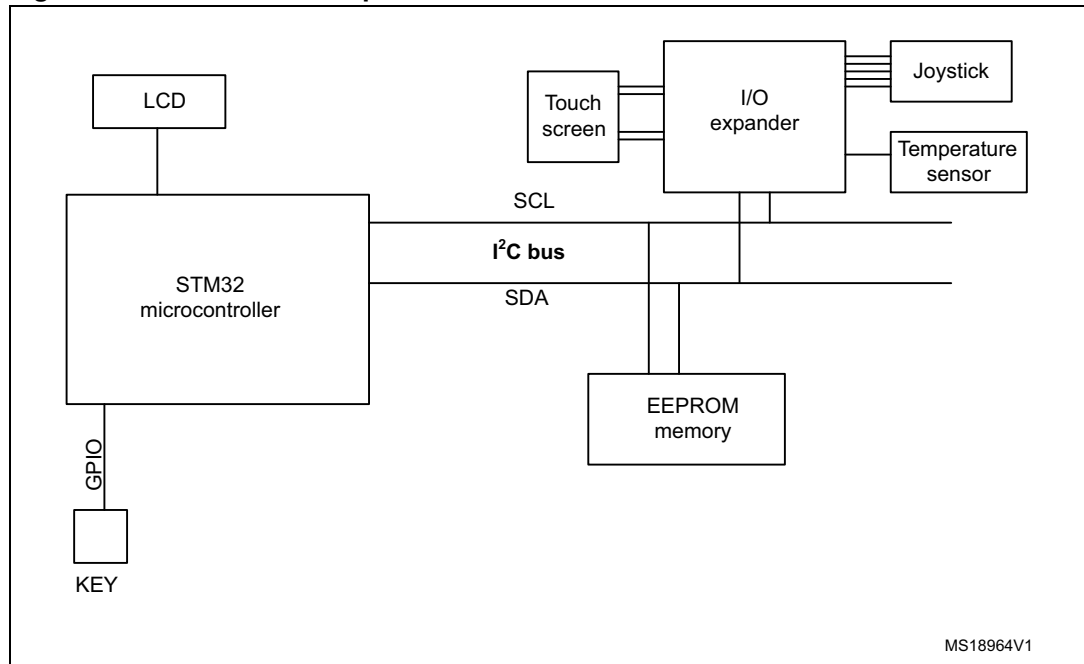 LCD
Touch
screen
I/O
expander
Joystick
Temperature
sensor
SCL
I²C bus
SDA
STM32
microcontroller
EEPROM
memory
GPIO
KEY
MS18964V1